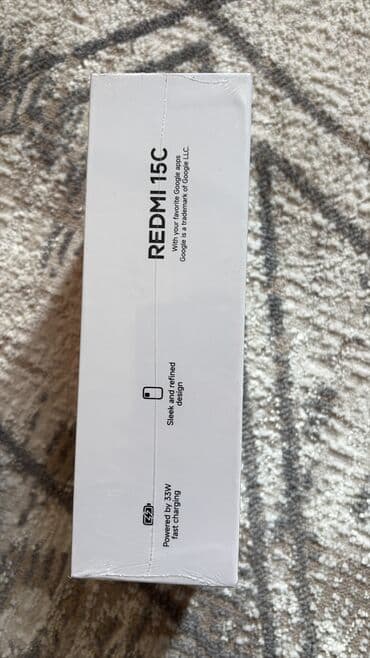 REDMI 15C
With your favorite Google apps
Google is a trademark of Google LLC.
Sleek and refined
design
Powered by 33W
fast charging